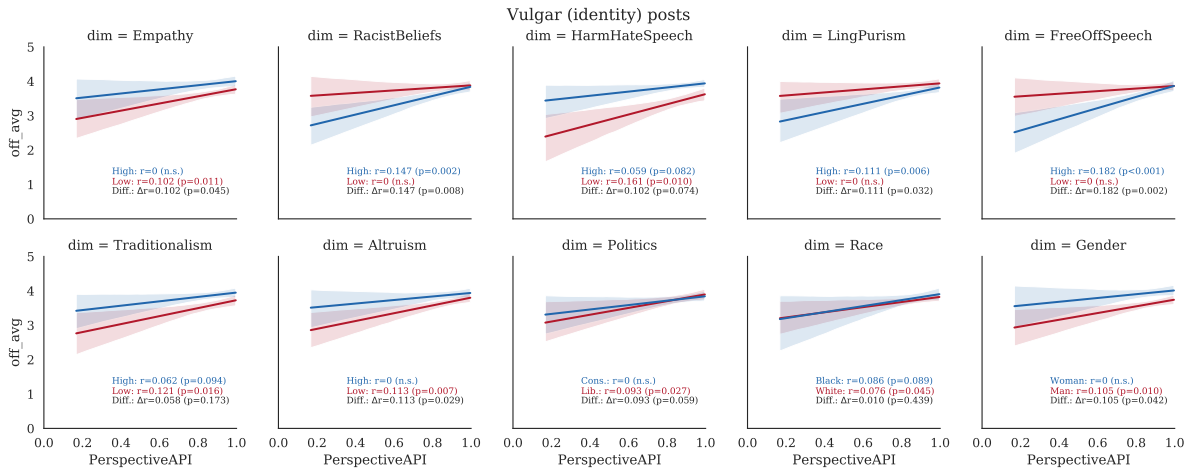 Vulgar (identity) posts
dim = Empathy
dim = RacistBeliefs
dim = HarmHateSpeech
dim = LingPurism
dim = FreeOffSpeech
5
4
3
2
1
0
off_avg
High: r=0 (n.s.)
Low: r=0.102 (p=0.011)
Diff.: Δr=0.102 (p=0.045)
High: r=0.147 (p=0.002)
Low: r=0 (n.s.)
Diff.: Δr=0.147 (p=0.008)
High: r=0.059 (p=0.082)
Low: r=0.161 (p=0.010)
Diff.: Δr=0.102 (p=0.074)
High: r=0.111 (p=0.006)
Low: r=0 (n.s.)
Diff.: Δr=0.111 (p=0.032)
High: r=0.182 (p<0.001)
Low: r=0 (n.s.)
Diff.: Δr=0.182 (p=0.002)
dim = Traditionalism
dim = Altruism
dim = Politics
dim = Race
dim = Gender
5
4
3
2
1
0
off_avg
High: r=0.062 (p=0.094)
Low: r=0.121 (p=0.016)
Diff.: Δr=0.058 (p=0.173)
High: r=0 (n.s.)
Low: r=0.113 (p=0.007)
Diff.: Δr=0.113 (p=0.029)
Cons.: r=0 (n.s.)
Lib.: r=0.093 (p=0.027)
Diff.: Δr=0.093 (p=0.059)
Black: r=0.086 (p=0.089)
White: r=0.076 (p=0.045)
Diff.: Δr=0.010 (p=0.439)
Woman: r=0 (n.s.)
Man: r=0.105 (p=0.010)
Diff.: Δr=0.105 (p=0.042)
0.0 0.2 0.4 0.6 0.8 1.0
0.0 0.2 0.4 0.6 0.8 1.0
0.0 0.2 0.4 0.6 0.8 1.0
0.0 0.2 0.4 0.6 0.8 1.0
0.0 0.2 0.4 0.6 0.8 1.0
PerspectiveAPI
PerspectiveAPI
PerspectiveAPI
PerspectiveAPI
PerspectiveAPI